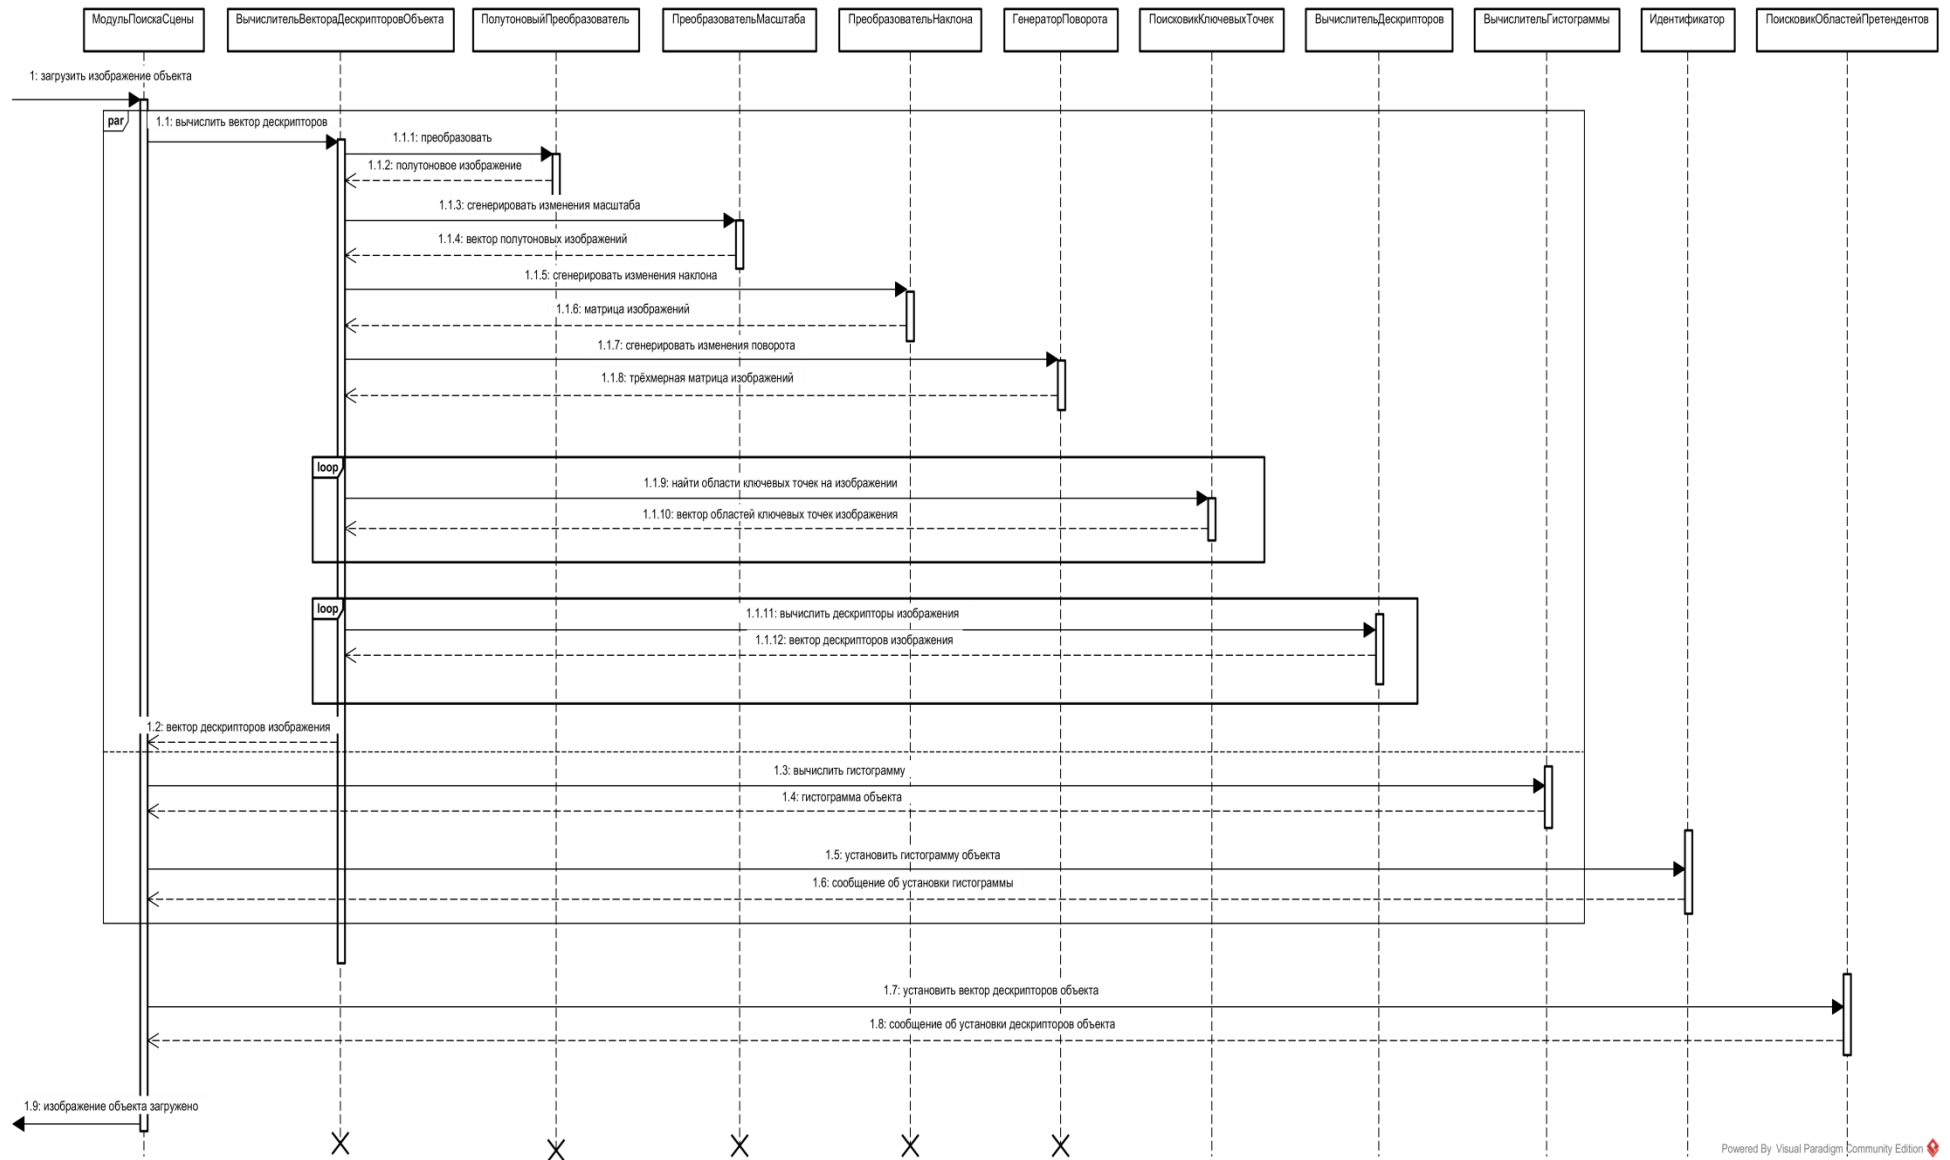 МодульПоискаСцены
ВычислительВектораДескрипторовОбъекта
ПолутоновыйПреобразователь
ПреобразовательМасштаба
ПреобразовательНаклона
ГенераторПоворота
ПоисковикКлючевыхТочек
ВычислительДескрипторов
ВычислительГистограммы
Идентификатор
ПоисковикОбластейПретендентов
1: загрузить изображение объекта
par
1.1: вычислить вектор дескрипторов
1.1.1: преобразовать
1.1.2: полутоновое изображение
1.1.3: сгенерировать изменения масштаба
1.1.4: вектор полутоновых изображений
1.1.5: сгенерировать изменения наклона
1.1.6: матрица изображений
1.1.7: сгенерировать изменения поворота
1.1.8: трёхмерная матрица изображений
loop
1.1.9: найти области ключевых точек на изображении
1.1.10: вектор областей ключевых точек изображения
loop
1.1.11: вычислить дескрипторы изображения
1.1.12: вектор дескрипторов изображения
1.2: вектор дескрипторов изображения
1.3: вычислить гистограмму
1.4: гистограмма объекта
1.5: установить гистограмму объекта
1.6: сообщение об установки гистограммы
1.7: установить вектор дескрипторов объекта
1.8: сообщение об установки дескрипторов объекта
1.9: изображение объекта загружено
Powered By Visual Paradigm Community Edition